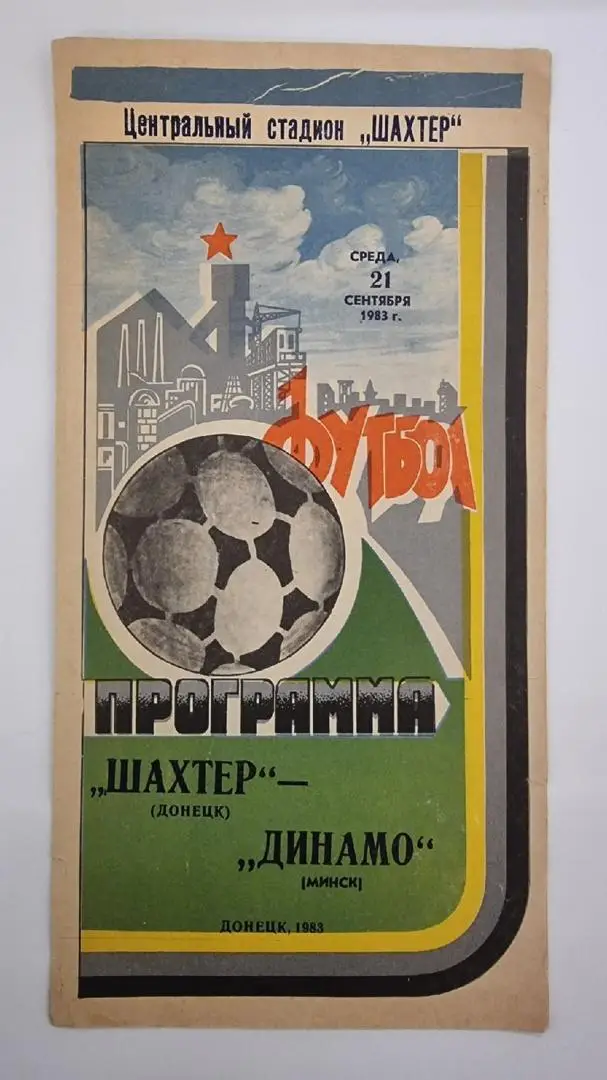 Центральный стадион „ШАХТЕР“
СРЕДА,
21
СЕНТЯБРЯ
1983 г.
ФУТБОЛ
ПРОГРАММА
„ШАХТЕР“—
(ДОНЕЦК)
„ДИНАМО“
(МИНСК)
ДОНЕЦК, 1983